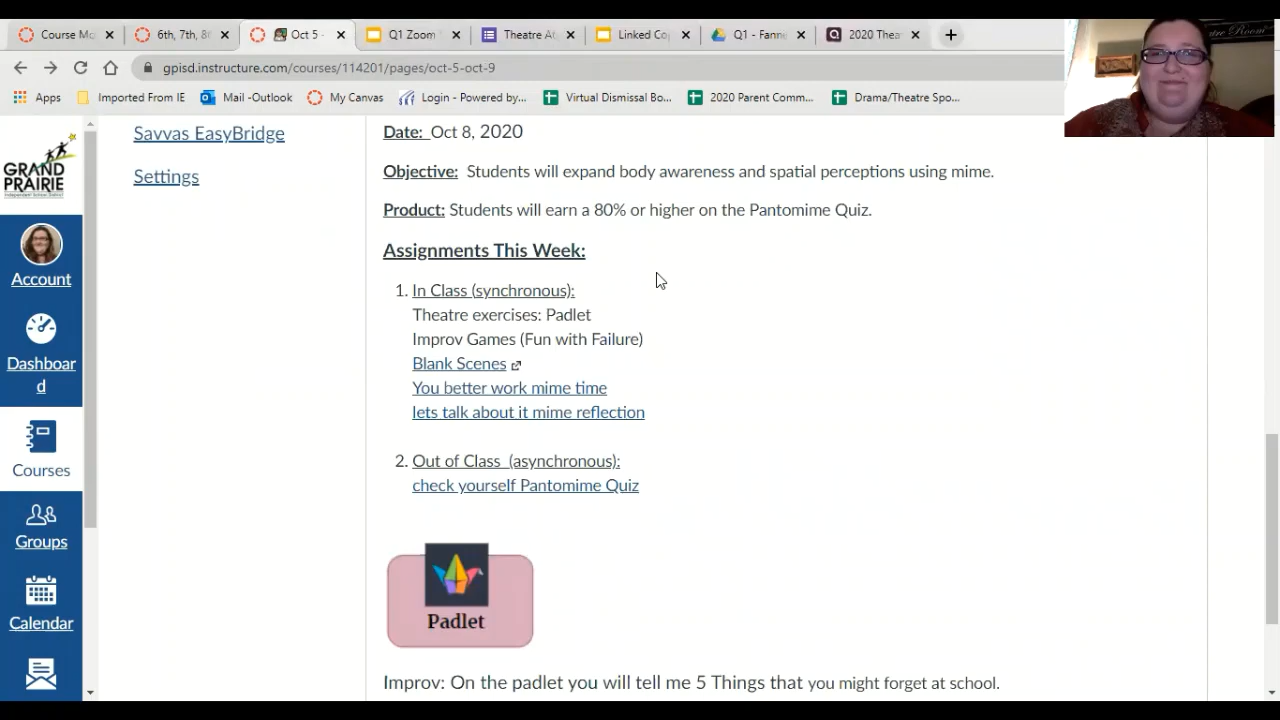 Course Mo
6th, 7th, 8t
Oct 5 -
Q1 Zoom
Theatre A
Linked Co
Q1 - Fann
2020 Thea
gpisd.instructure.com/courses/114201/pages/oct-5-oct-9
Apps
Imported From IE
Mail -Outlook
My Canvas
Login - Powered by...
Virtual Dismissal Bo...
2020 Parent Comm...
Drama/Theatre Spo...
GRAND
PRAIRIE
Account
Dashboar
d
Courses
Groups
Calendar
Savvas EasyBridge
Settings
Date: Oct 8, 2020
Objective: Students will expand body awareness and spatial perceptions using mime.
Product: Students will earn a 80% or higher on the Pantomime Quiz.
Assignments This Week:
1. In Class (synchronous):
Theatre exercises: Padlet
Improv Games (Fun with Failure)
Blank Scenes
You better work mime time
lets talk about it mime reflection
2. Out of Class (asynchronous):
check yourself Pantomime Quiz
Padlet
Improv: On the padlet you will tell me 5 Things that you might forget at school.